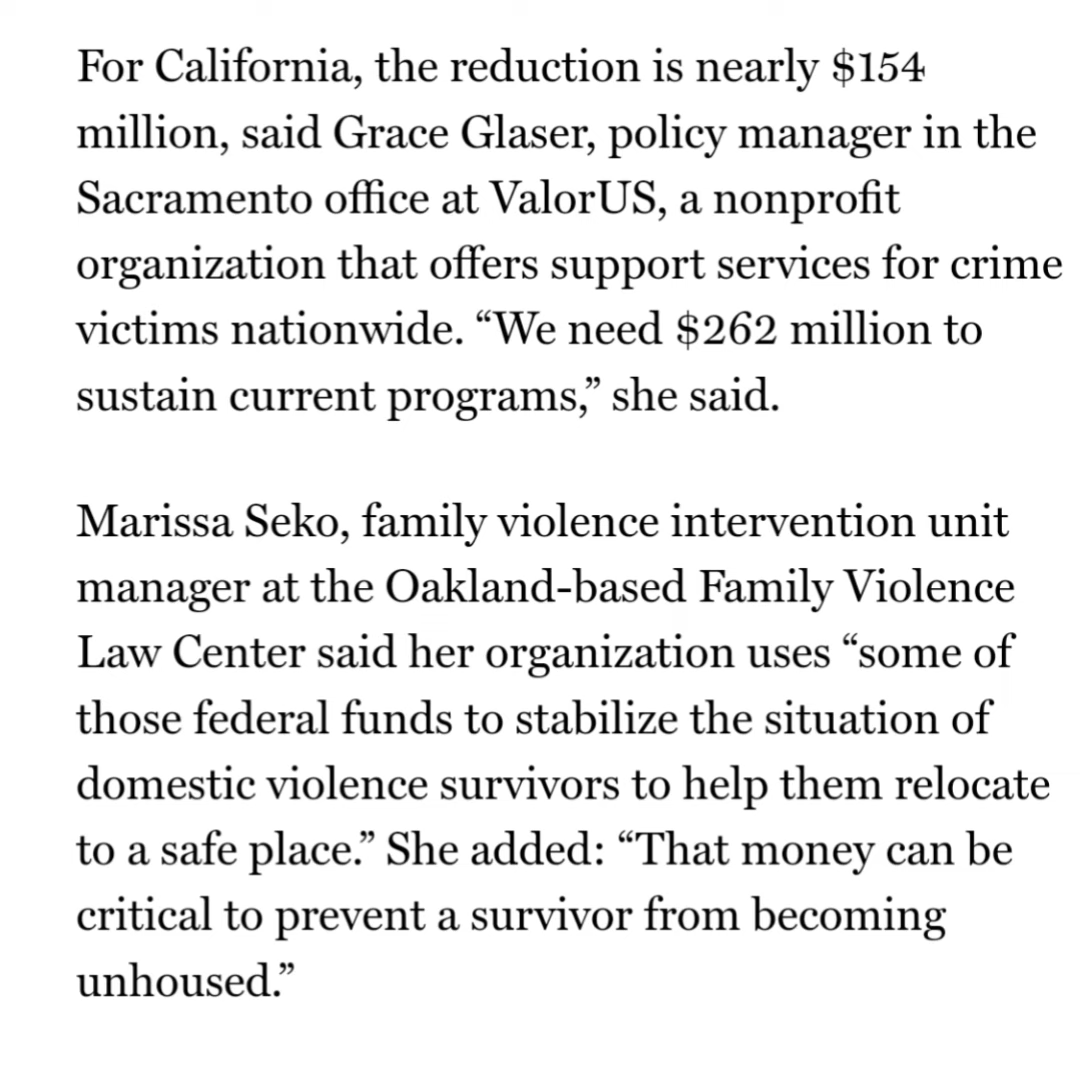 For California, the reduction is nearly $154
million, said Grace Glaser, policy manager in the
Sacramento office at ValorUS, a nonprofit
organization that offers support services for crime
victims nationwide. “We need $262 million to
sustain current programs,” she said.
Marissa Seko, family violence intervention unit
manager at the Oakland-based Family Violence
Law Center said her organization uses “some of
those federal funds to stabilize the situation of
domestic violence survivors to help them relocate
to a safe place.” She added: “That money can be
critical to prevent a survivor from becoming
unhoused.”